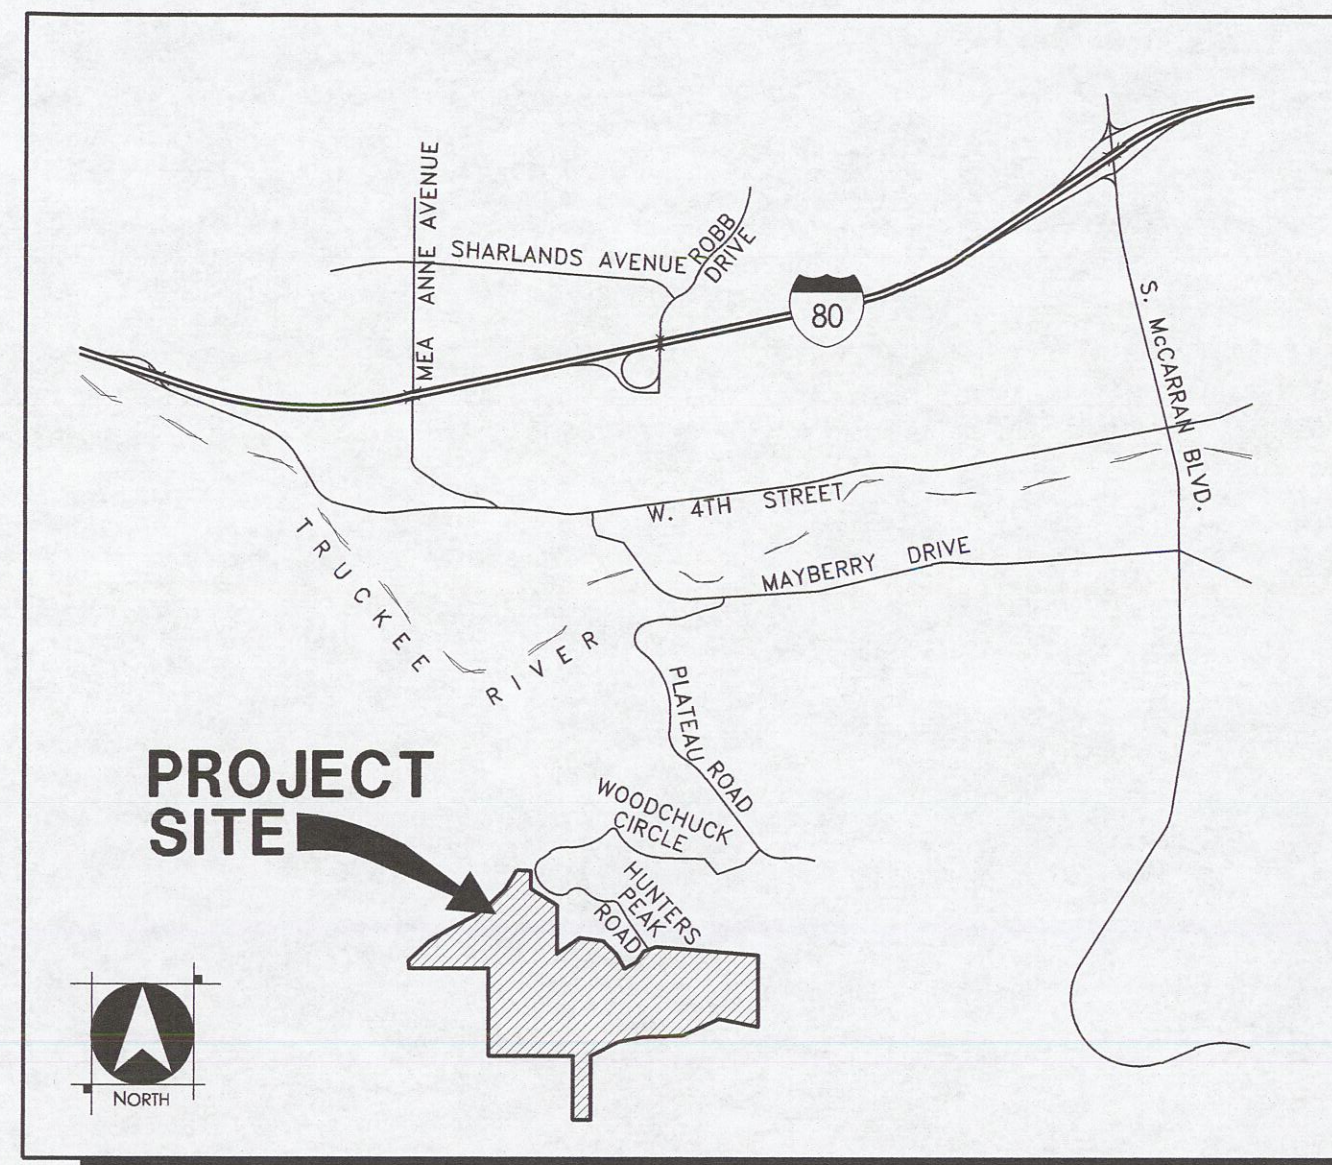 MEA ANNE AVENUE
SHARLANDS AVENUE
ROBB
DRIVE
80
S. McCARRAN BLVD.
W. 4TH STREET
MAYBERRY DRIVE
TRUCKEE
RIVER
PLATEAU ROAD
PROJECT
SITE
WOODCHUCK
CIRCLE
HUNTERS
PEAK
ROAD
NORTH